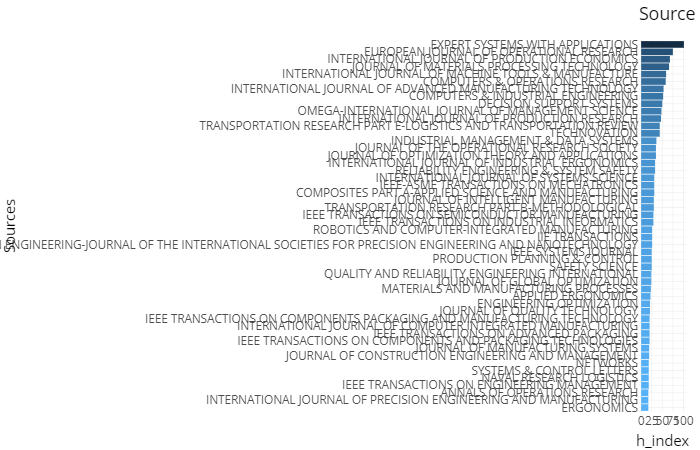 Source
EXPERT SYSTEMS WITH APPLICATIONS
EUROPEAN JOURNAL OF OPERATIONAL RESEARCH
INTERNATIONAL JOURNAL OF PRODUCTION ECONOMICS
JOURNAL OF MATERIALS PROCESSING TECHNOLOGY
INTERNATIONAL JOURNAL OF MACHINE TOOLS & MANUFACTURE
COMPUTERS & OPERATIONS RESEARCH
INTERNATIONAL JOURNAL OF ADVANCED MANUFACTURING TECHNOLOGY
COMPUTERS & INDUSTRIAL ENGINEERING
DECISION SUPPORT SYSTEMS
OMEGA-INTERNATIONAL JOURNAL OF MANAGEMENT SCIENCE
INTERNATIONAL JOURNAL OF PRODUCTION RESEARCH
TRANSPORTATION RESEARCH PART E-LOGISTICS AND TRANSPORTATION REVIEW
TECHNOVATION
INDUSTRIAL MANAGEMENT & DATA SYSTEMS
JOURNAL OF THE OPERATIONAL RESEARCH SOCIETY
JOURNAL OF OPTIMIZATION THEORY AND APPLICATIONS
INTERNATIONAL JOURNAL OF INDUSTRIAL ERGONOMICS
RELIABILITY ENGINEERING & SYSTEM SAFETY
INTERNATIONAL JOURNAL OF SYSTEMS SCIENCE
IEEE-ASME TRANSACTIONS ON MECHATRONICS
COMPOSITES PART A-APPLIED SCIENCE AND MANUFACTURING
JOURNAL OF INTELLIGENT MANUFACTURING
TRANSPORTATION RESEARCH PART B-METHODOLOGICAL
IEEE TRANSACTIONS ON SEMICONDUCTOR MANUFACTURING
IEEE TRANSACTIONS ON INDUSTRIAL INFORMATICS
ROBOTICS AND COMPUTER-INTEGRATED MANUFACTURING
IIE TRANSACTIONS
ENGINEERING-JOURNAL OF THE INTERNATIONAL SOCIETIES FOR PRECISION ENGINEERING AND NANOTECHNOLOGY
IEEE SYSTEMS JOURNAL
PRODUCTION PLANNING & CONTROL
SAFETY SCIENCE
QUALITY AND RELIABILITY ENGINEERING INTERNATIONAL
JOURNAL OF GLOBAL OPTIMIZATION
MATERIALS AND MANUFACTURING PROCESSES
APPLIED ERGONOMICS
ENGINEERING OPTIMIZATION
JOURNAL OF QUALITY TECHNOLOGY
IEEE TRANSACTIONS ON COMPONENTS PACKAGING AND MANUFACTURING TECHNOLOGY
INTERNATIONAL JOURNAL OF COMPUTER INTEGRATED MANUFACTURING
IEEE TRANSACTIONS ON ADVANCED PACKAGING
IEEE TRANSACTIONS ON COMPONENTS AND PACKAGING TECHNOLOGIES
JOURNAL OF MANUFACTURING SYSTEMS
JOURNAL OF CONSTRUCTION ENGINEERING AND MANAGEMENT
NETWORKS
SYSTEMS & CONTROL LETTERS
NAVAL RESEARCH LOGISTICS
IEEE TRANSACTIONS ON ENGINEERING MANAGEMENT
ANNALS OF OPERATIONS RESEARCH
INTERNATIONAL JOURNAL OF PRECISION ENGINEERING AND MANUFACTURING
ERGONOMICS
Sources
0 25 50 75 100
h_index